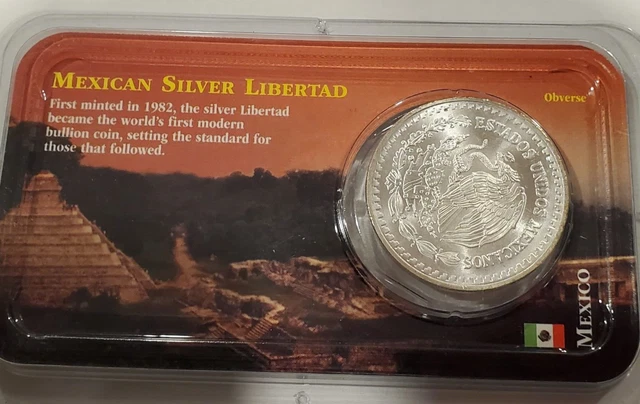 MEXICAN SILVER LIBERTAD
First minted in 1982, the silver Libertad
became the world's first modern
bullion coin, setting the standard for
those that followed.
Obverse
ESTADOS UNIDOS MEXICANOS
MEXICO